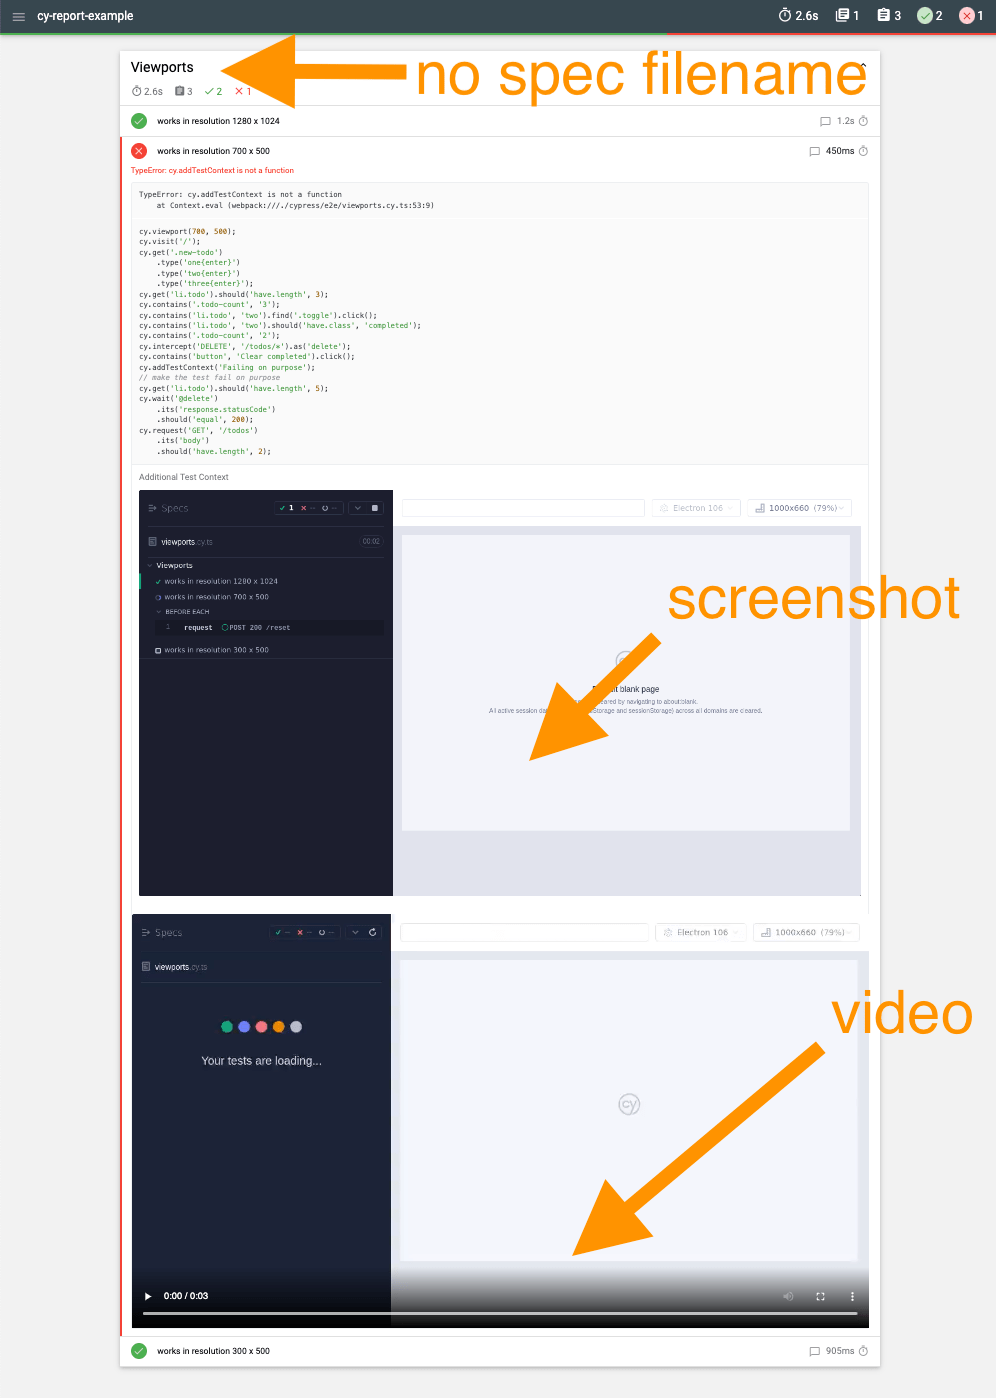 cy-report-example
2.6s 1 3 2 1
Viewports
no spec filename
2.6s 3 2 1
works in resolution 1280 x 1024 1.2s
works in resolution 700 x 500 450ms
TypeError: cy.addTestContext is not a function
TypeError: cy.addTestContext is not a function
at Context.eval (webpack:///./cypress/e2e/viewports.cy.ts:53:9)
cy.viewport(700, 500);
cy.visit('/');
cy.get('.new-todo')
.type('one{enter}')
.type('two{enter}')
.type('three{enter}');
cy.get('li.todo').should('have.length', 3);
cy.contains('.todo-count', '3');
cy.contains('li.todo', 'two').find('.toggle').click();
cy.contains('li.todo', 'two').should('have.class', 'completed');
cy.contains('.todo-count', '2');
cy.intercept('DELETE', '/todos/*').as('delete');
cy.contains('button', 'Clear completed').click();
cy.addTestContext('Failing on purpose');
// make the test fail on purpose
cy.get('li.todo').should('have.length', 5);
cy.wait('@delete')
.its('response.statusCode')
.should('equal', 200);
cy.request('GET', '/todos')
.its('body')
.should('have.length', 2);
Additional Test Context
Specs 1 -- -- Electron 106 1000x660 (79%)
viewports.cy.ts 00:02
Viewports
works in resolution 1280 x 1024
works in resolution 700 x 500
BEFORE EACH
1 request POST 200 /reset
works in resolution 300 x 500
screenshot
blank page
cleared by navigating to about:blank.
All active session storage and sessionStorage) across all domains are cleared.
Specs -- -- -- Electron 106 1000x660 (79%)
viewports.cy.ts
video
Your tests are loading...
cy
0:00 / 0:03
works in resolution 300 x 500 905ms